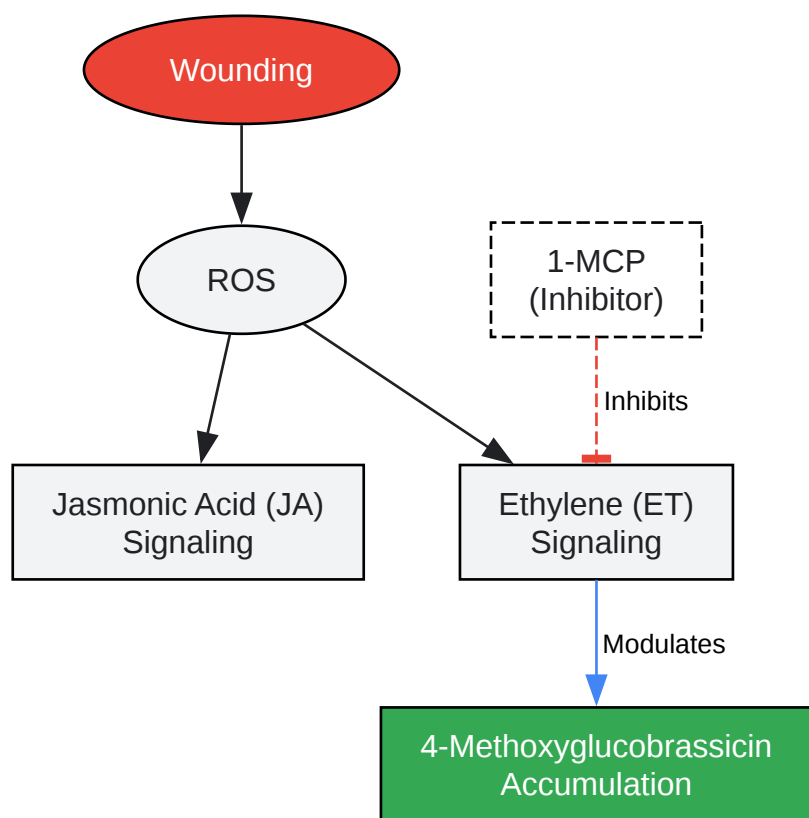 Wounding
ROS
1-MCP
(Inhibitor)
Inhibits
Jasmonic Acid (JA)
Signaling
Ethylene (ET)
Signaling
Modulates
4-Methoxyglucobrassicin
Accumulation